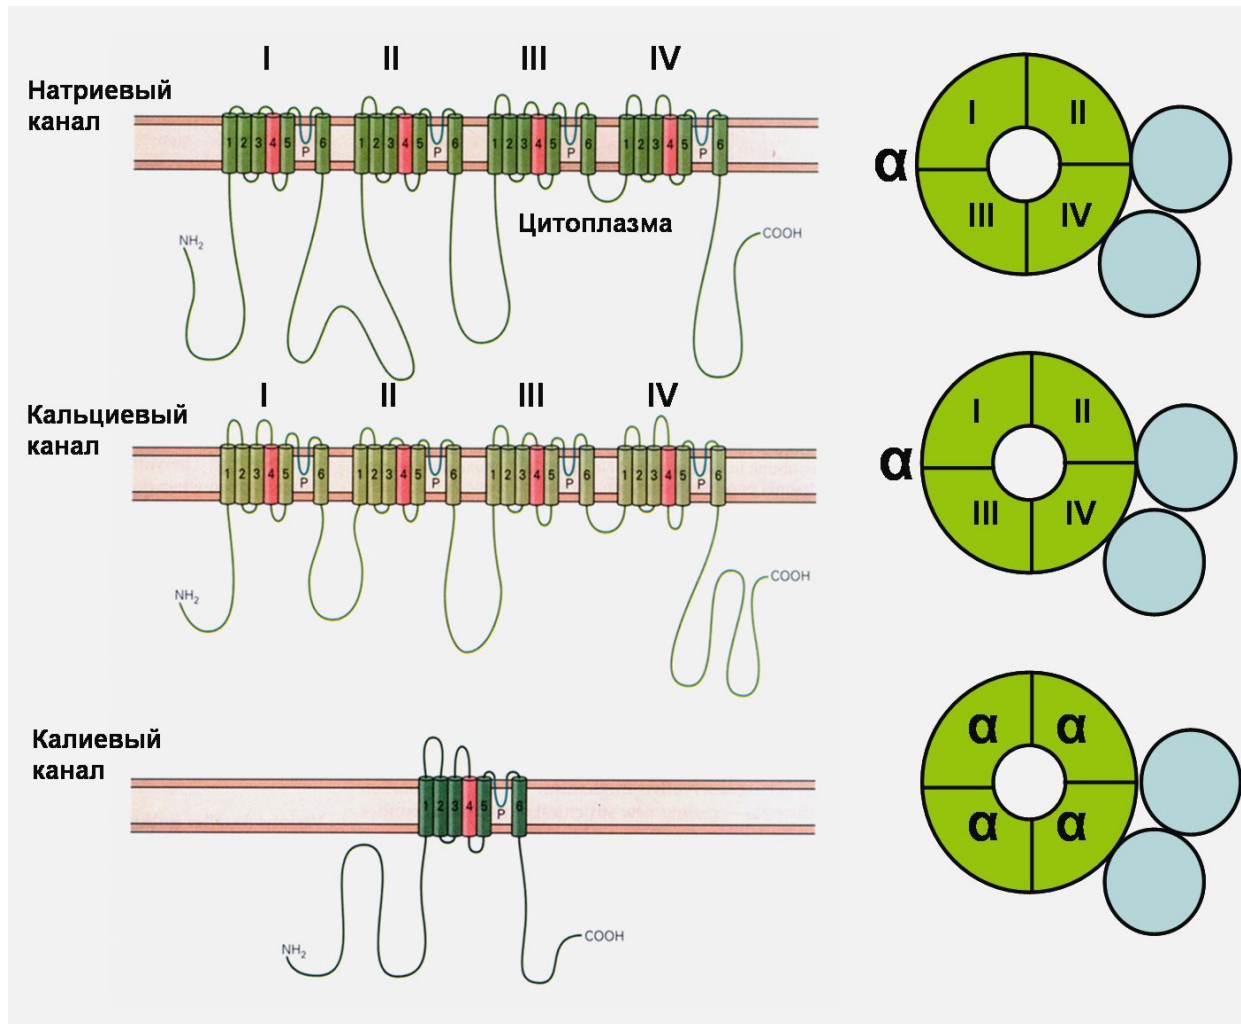 I II III IV
Натриевый
канал
1 2 3 4 5 P 6 1 2 3 4 5 P 6 1 2 3 4 5 P 6 1 2 3 4 5 P 6
Цитоплазма
NH₂
COOH
I II
α
III IV
I II III IV
Кальциевый
канал
1 2 3 4 5 P 6 1 2 3 4 5 P 6 1 2 3 4 5 P 6 1 2 3 4 5 P 6
NH₂
COOH
I II
α
III IV
Калиевый
канал
1 2 3 4 5 P 6
NH₂
COOH
α α
α α